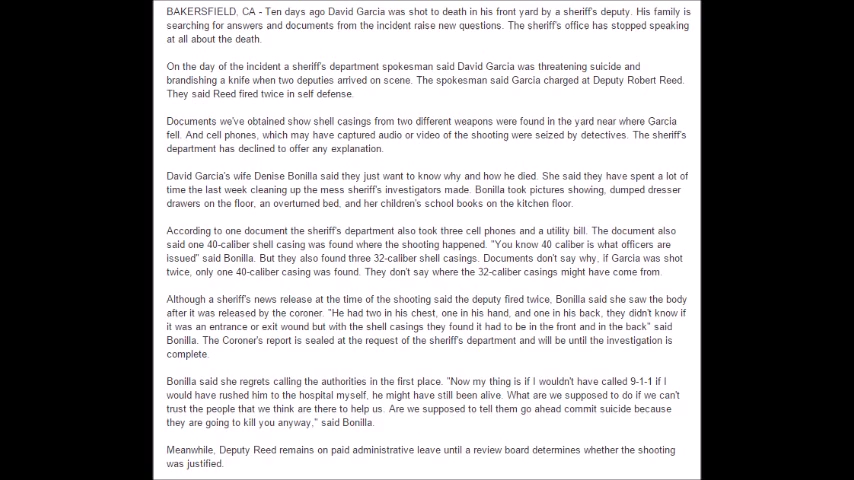 BAKERSFIELD, CA - Ten days ago David Garcia was shot to death in his front yard by a sheriff's deputy. His family is
searching for answers and documents from the incident raise new questions. The sheriff's office has stopped speaking
at all about the death.
On the day of the incident a sheriff's department spokesman said David Garcia was threatening suicide and
brandishing a knife when two deputies arrived on scene. The spokesman said Garcia charged at Deputy Robert Reed.
They said Reed fired twice in self defense.
Documents we've obtained show shell casings from two different weapons were found in the yard near where Garcia
fell. And cell phones, which may have captured audio or video of the shooting were seized by detectives. The sheriff's
department has declined to offer any explanation.
David Garcia's wife Denise Bonilla said they just want to know why and how he died. She said they have spent a lot of
time the last week cleaning up the mess sheriff's investigators made. Bonilla took pictures showing, dumped dresser
drawers on the floor, an overturned bed, and her children's school books on the kitchen floor.
According to one document the sheriff's department also took three cell phones and a utility bill. The document also
said one 40-caliber shell casing was found where the shooting happened. "You know 40 caliber is what officers are
issued" said Bonilla. But they also found three 32-caliber shell casings. Documents don't say why, if Garcia was shot
twice, only one 40-caliber casing was found. They don't say where the 32-caliber casings might have come from.
Although a sheriff's news release at the time of the shooting said the deputy fired twice, Bonilla said she saw the body
after it was released by the coroner. "He had two in his chest, one in his hand, and one in his back, they didn't know if
it was an entrance or exit wound but with the shell casings they found it had to be in the front and in the back" said
Bonilla. The Coroner's report is sealed at the request of the sheriff's department and will be until the investigation is
complete.
Bonilla said she regrets calling the authorities in the first place. "Now my thing is if I wouldn't have called 9-1-1 if I
would have rushed him to the hospital myself, he might have still been alive. What are we supposed to do if we can't
trust the people that we think are there to help us. Are we supposed to tell them go ahead commit suicide because
they are going to kill you anyway," said Bonilla.
Meanwhile, Deputy Reed remains on paid administrative leave until a review board determines whether the shooting
was justified.